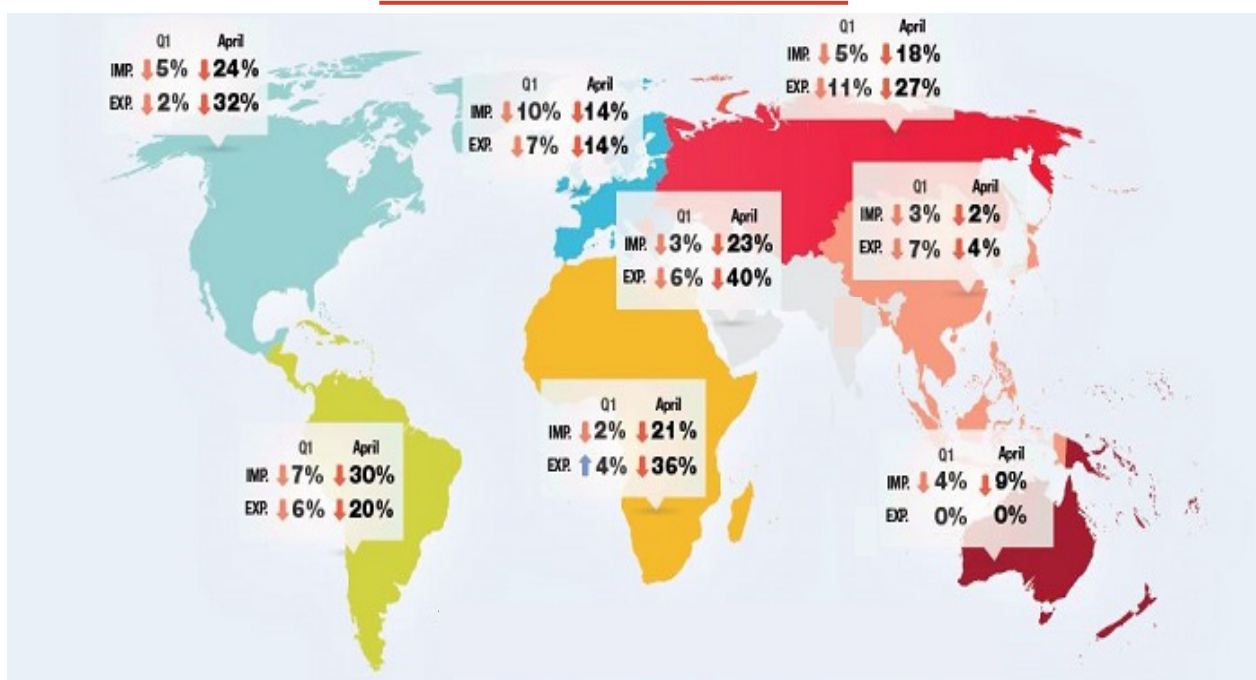 Q1 April
IMP. 5% 24%
EXP. 2% 32%
Q1 April
IMP. 10% 14%
EXP. 7% 14%
Q1 April
IMP. 5% 18%
EXP. 11% 27%
Q1 April
IMP. 3% 23%
EXP. 6% 40%
Q1 April
IMP. 3% 2%
EXP. 7% 4%
Q1 April
IMP. 7% 30%
EXP. 6% 20%
Q1 April
IMP. 2% 21%
EXP. 4% 36%
Q1 April
IMP. 4% 9%
EXP. 0% 0%